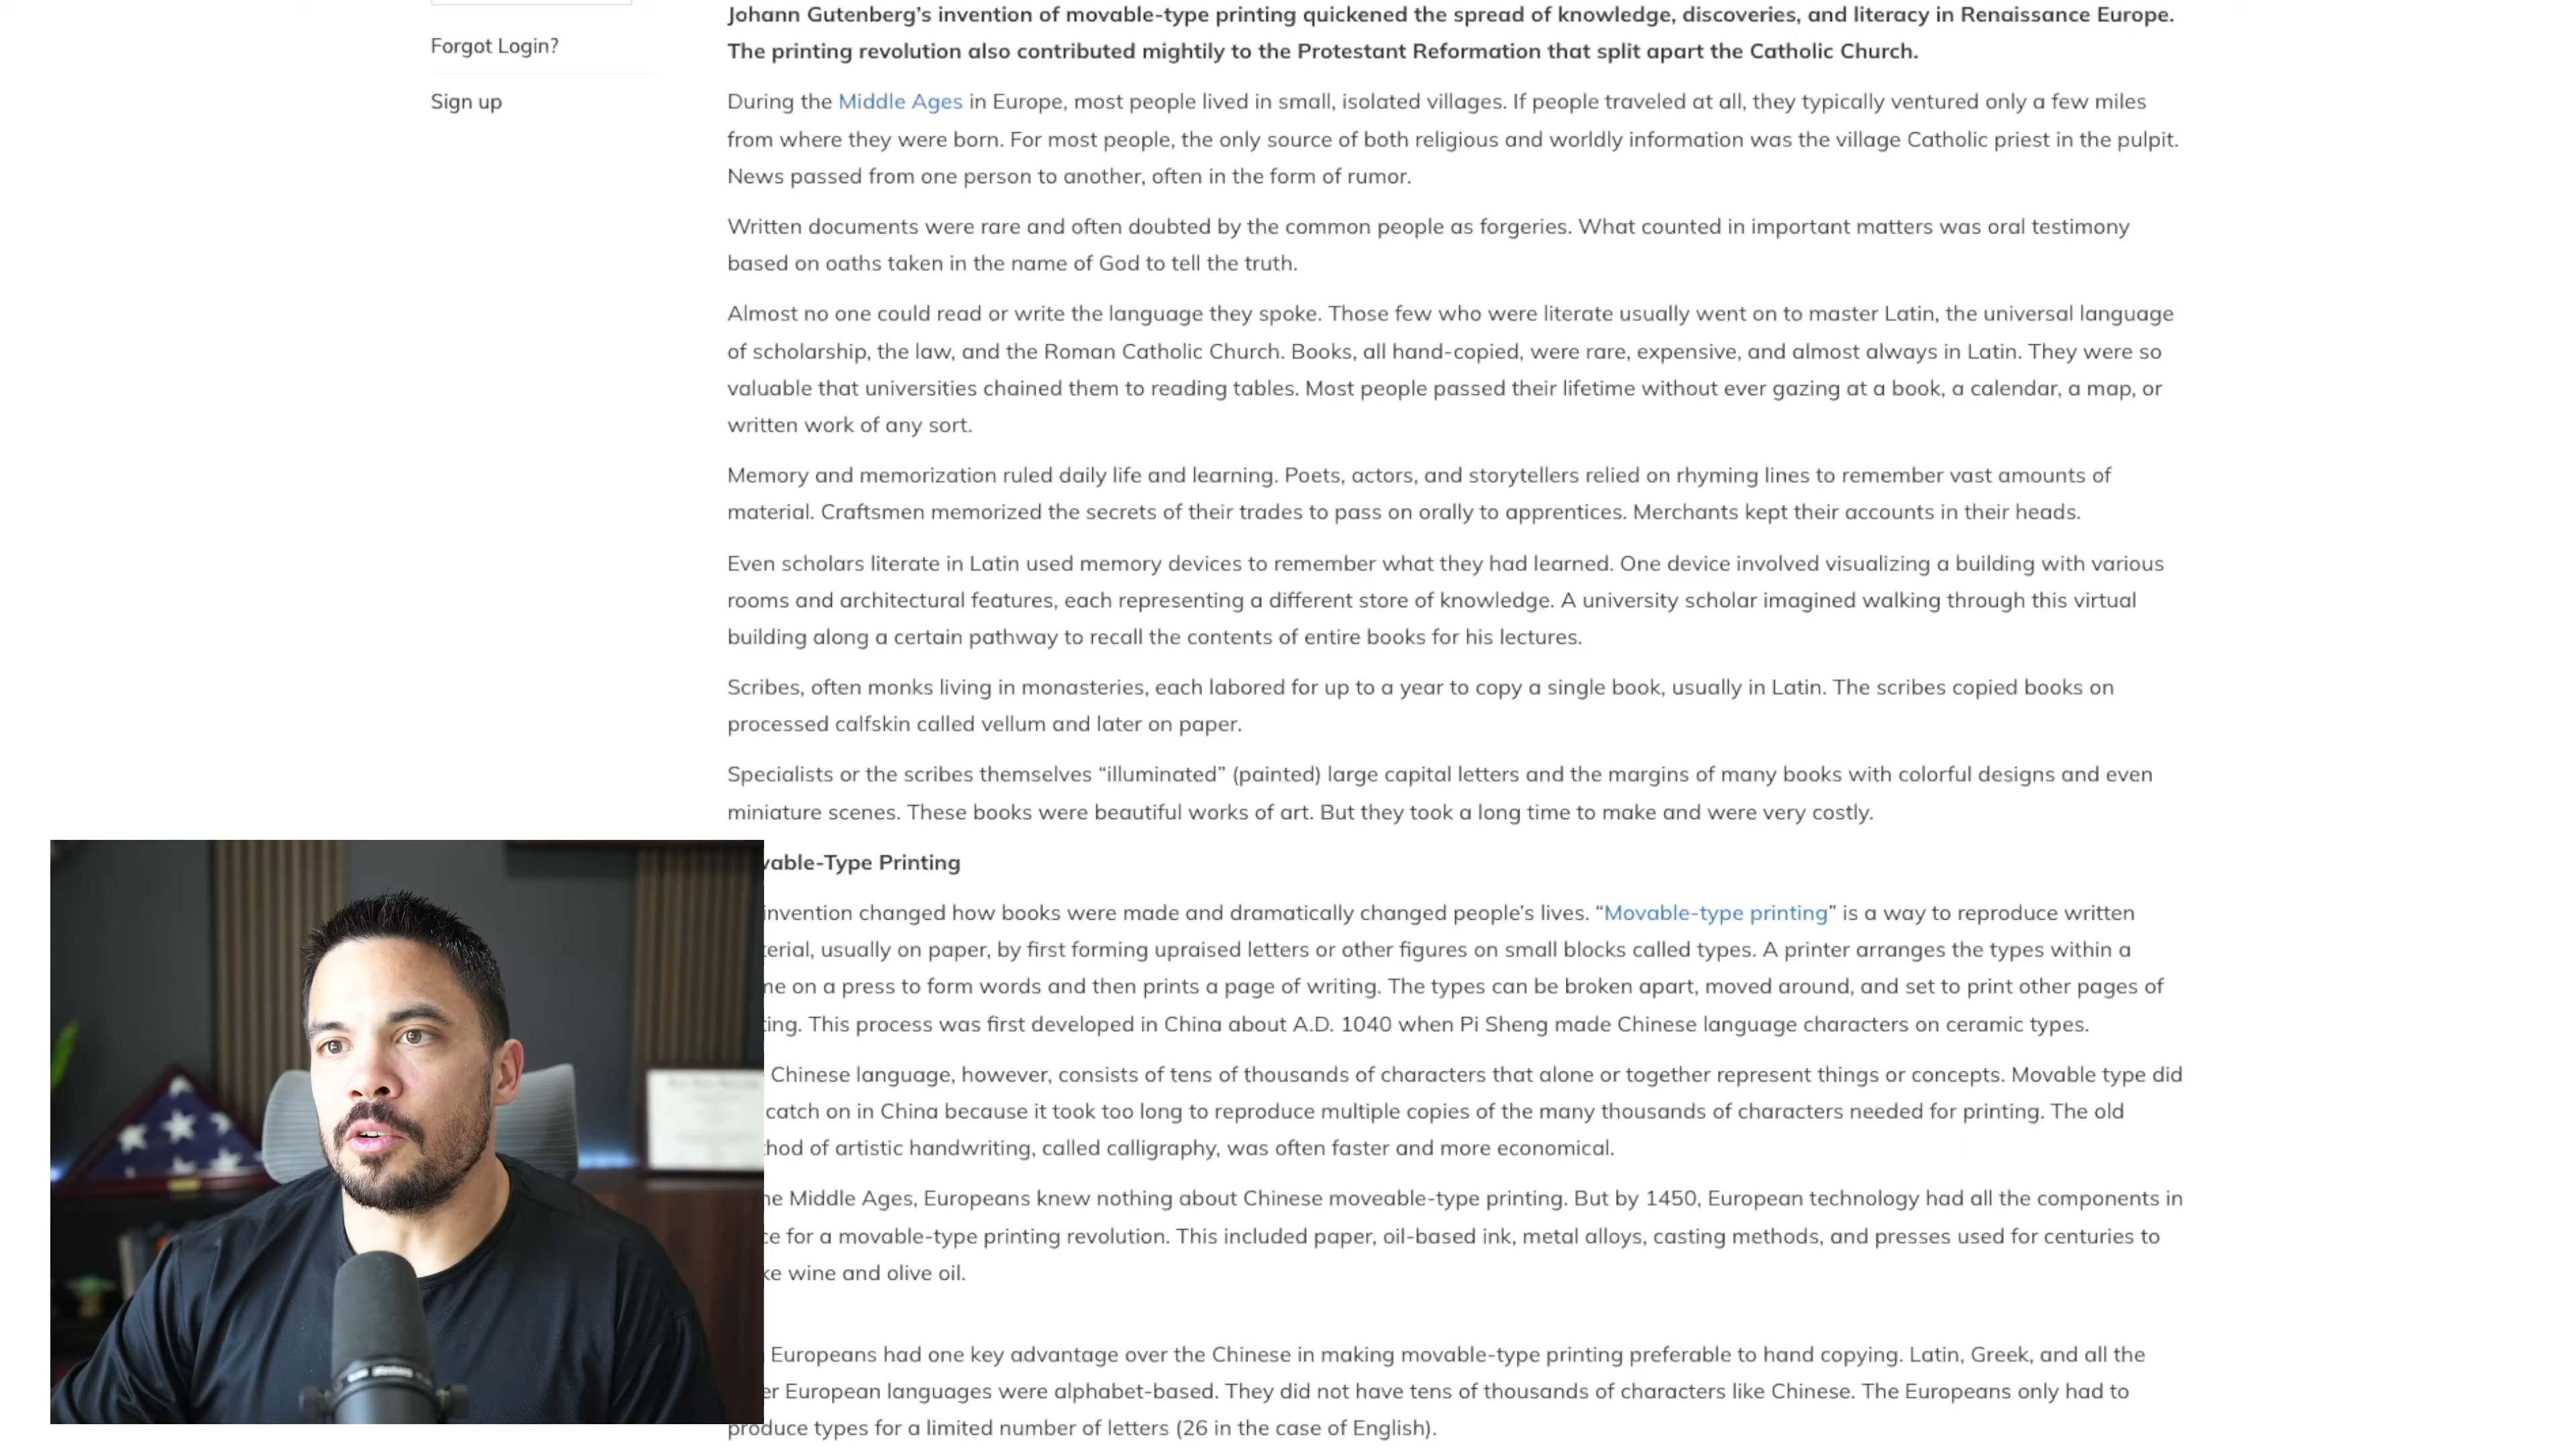 Forgot Login?
Sign up
Johann Gutenberg’s invention of movable-type printing quickened the spread of knowledge, discoveries, and literacy in Renaissance Europe.
The printing revolution also contributed mightily to the Protestant Reformation that split apart the Catholic Church.
During the Middle Ages in Europe, most people lived in small, isolated villages. If people traveled at all, they typically ventured only a few miles
from where they were born. For most people, the only source of both religious and worldly information was the village Catholic priest in the pulpit.
News passed from one person to another, often in the form of rumor.
Written documents were rare and often doubted by the common people as forgeries. What counted in important matters was oral testimony
based on oaths taken in the name of God to tell the truth.
Almost no one could read or write the language they spoke. Those few who were literate usually went on to master Latin, the universal language
of scholarship, the law, and the Roman Catholic Church. Books, all hand-copied, were rare, expensive, and almost always in Latin. They were so
valuable that universities chained them to reading tables. Most people passed their lifetime without ever gazing at a book, a calendar, a map, or
written work of any sort.
Memory and memorization ruled daily life and learning. Poets, actors, and storytellers relied on rhyming lines to remember vast amounts of
material. Craftsmen memorized the secrets of their trades to pass on orally to apprentices. Merchants kept their accounts in their heads.
Even scholars literate in Latin used memory devices to remember what they had learned. One device involved visualizing a building with various
rooms and architectural features, each representing a different store of knowledge. A university scholar imagined walking through this virtual
building along a certain pathway to recall the contents of entire books for his lectures.
Scribes, often monks living in monasteries, each labored for up to a year to copy a single book, usually in Latin. The scribes copied books on
processed calfskin called vellum and later on paper.
Specialists or the scribes themselves “illuminated” (painted) large capital letters and the margins of many books with colorful designs and even
miniature scenes. These books were beautiful works of art. But they took a long time to make and were very costly.
vable-Type Printing
invention changed how books were made and dramatically changed people’s lives. “Movable-type printing” is a way to reproduce written
erial, usually on paper, by first forming upraised letters or other figures on small blocks called types. A printer arranges the types within a
ne on a press to form words and then prints a page of writing. The types can be broken apart, moved around, and set to print other pages of
ting. This process was first developed in China about A.D. 1040 when Pi Sheng made Chinese language characters on ceramic types.
Chinese language, however, consists of tens of thousands of characters that alone or together represent things or concepts. Movable type did
catch on in China because it took too long to reproduce multiple copies of the many thousands of characters needed for printing. The old
hod of artistic handwriting, called calligraphy, was often faster and more economical.
ne Middle Ages, Europeans knew nothing about Chinese moveable-type printing. But by 1450, European technology had all the components in
ce for a movable-type printing revolution. This included paper, oil-based ink, metal alloys, casting methods, and presses used for centuries to
ke wine and olive oil.
Europeans had one key advantage over the Chinese in making movable-type printing preferable to hand copying. Latin, Greek, and all the
er European languages were alphabet-based. They did not have tens of thousands of characters like Chinese. The Europeans only had to
produce types for a limited number of letters (26 in the case of English).